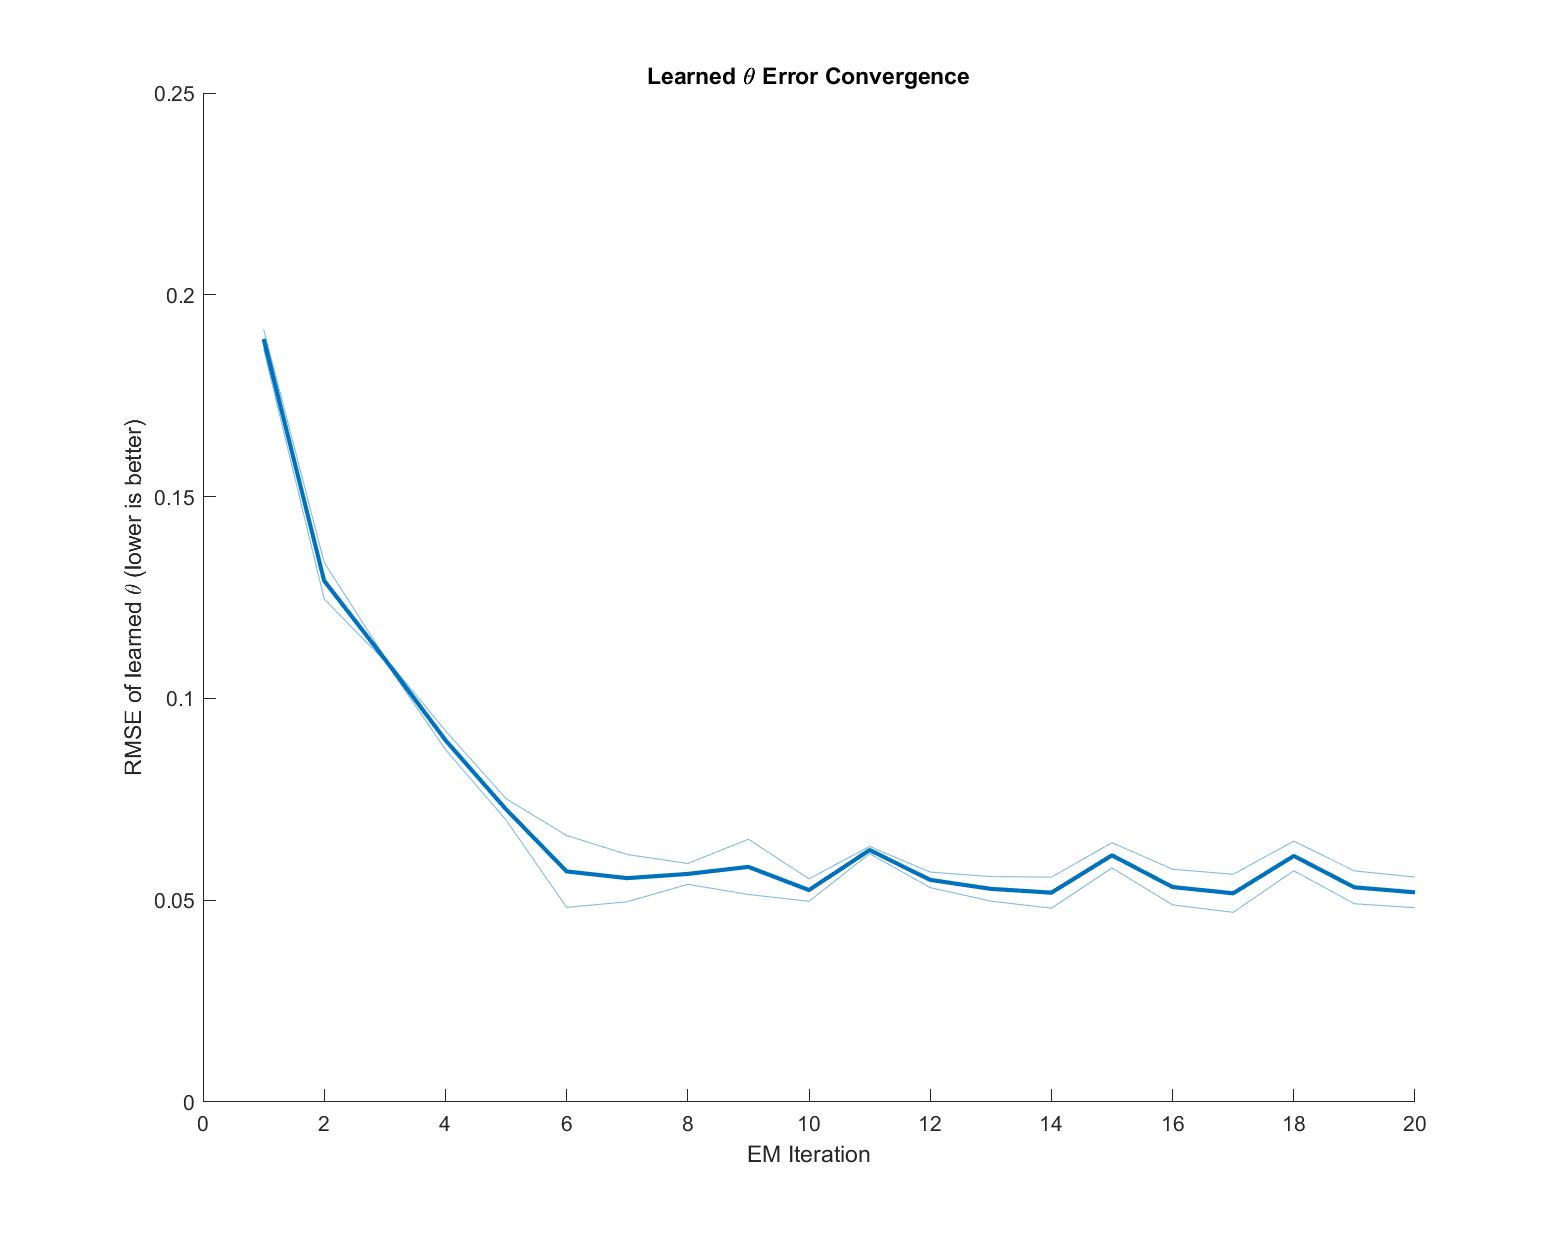 Learned θ Error Convergence
0.25
0.2
0.15
0.1
0.05
0
RMSE of learned θ (lower is better)
0 2 4 6 8 10 12 14 16 18 20
EM Iteration